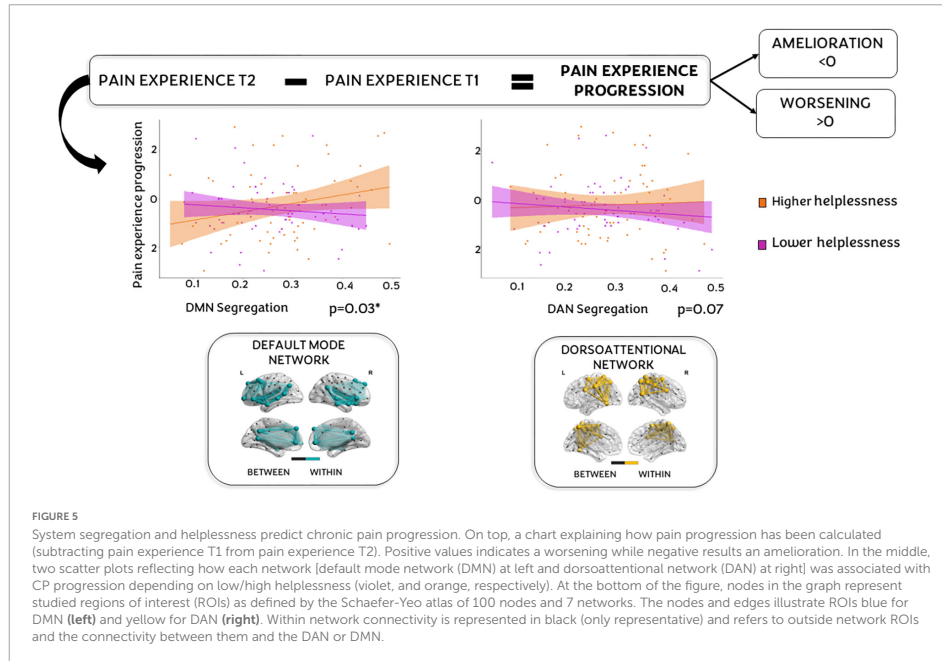 AMELIORATION
<0
PAIN EXPERIENCE T2
PAIN EXPERIENCE T1
PAIN EXPERIENCE
PROGRESSION
WORSENING
>0
Pain experience progression
2
0
2
0.1 0.2 0.3 0.4 0.5
DMN Segregation p=0.03*
2
0
2
0.1 0.2 0.3 0.4 0.5
DAN Segregation p=0.07
Higher helplessness
Lower helplessness
DEFAULT MODE
NETWORK
L R
BETWEEN WITHIN
DORSOATTENTIONAL
NETWORK
L R
BETWEEN WITHIN
FIGURE 5
System segregation and helplessness predict chronic pain progression. On top, a chart explaining how pain progression has been calculated
(subtracting pain experience T1 from pain experience T2). Positive values indicates a worsening while negative results an amelioration. In the middle,
two scatter plots reflecting how each network [default mode network (DMN) at left and dorsoattentional network (DAN) at right] was associated with
CP progression depending on low/high helplessness (violet, and orange, respectively). At the bottom of the figure, nodes in the graph represent
studied regions of interest (ROIs) as defined by the Schaefer-Yeo atlas of 100 nodes and 7 networks. The nodes and edges illustrate ROIs blue for
DMN (left) and yellow for DAN (right). Within network connectivity is represented in black (only representative) and refers to outside network ROIs
and the connectivity between them and the DAN or DMN.